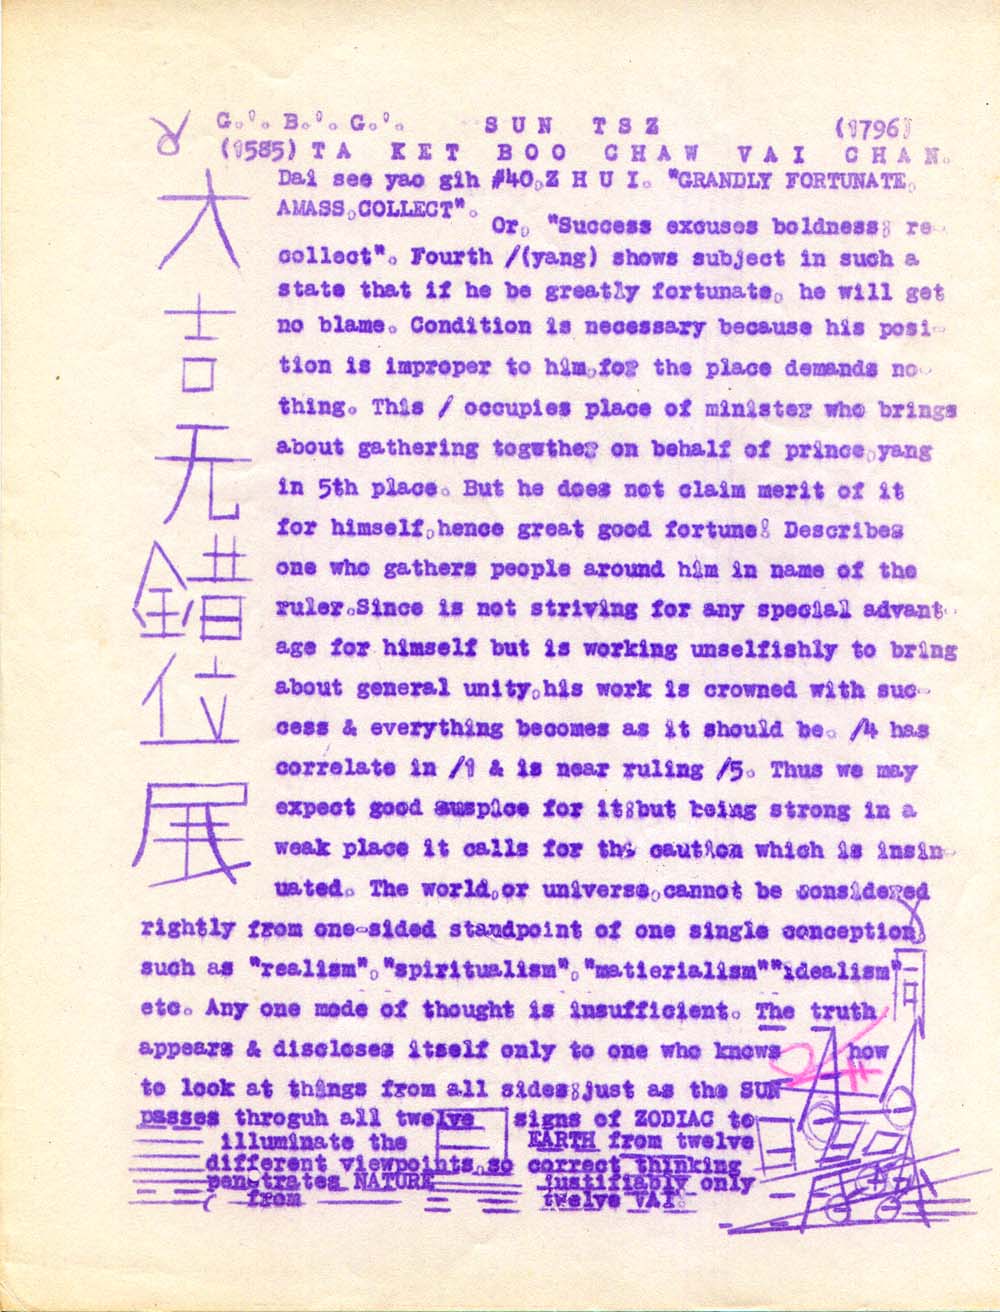 G.'. B.'. G.'. SUN TSZ (1796)
(1585) TA KET BOO CHAW VAI CHAN.
大吉无錯位展
Dai see yao gih #40, Z H U I. "GRANDLY FORTUNATE,
AMASS, COLLECT".
Or, "Success excuses boldness; re-
collect". Fourth /(yang) shows subject in such a
state that if he be greatly fortunate, he will get
no blame. Condition is necessary because his posi-
tion is improper to him, for the place demands no-
thing. This / occupies place of minister who brings
about gathering togwther on behalf of prince, yang
in 5th place. But he does not claim merit of it
for himself, hence great good fortune! Describes
one who gathers people around him in name of the
ruler. Since is not striving for any special advant-
age for himself but is working unselfishly to bring
about general unity, his work is crowned with suc-
cess & everything becomes as it should be. /4 has
correlate in /1 & is near ruling /5. Thus we may
expect good auspice for it; but being strong in a
weak place it calls for the caution which is insin-
uated. The world, or universe, cannot be considered
rightly from one-sided standpoint of one single conception
such as "realism", "spiritualism", "matierialism" "idealism"
etc. Any one mode of thought is insufficient. The truth
appears & discloses itself only to one who knows how
to look at things from all sides; just as the SUN
passes throguh all twelve signs of ZODIAC to
illuminate the EARTH from twelve
different viewpoints, so correct thinking
penetrates NATURE justifiably only
from twelve VAI.